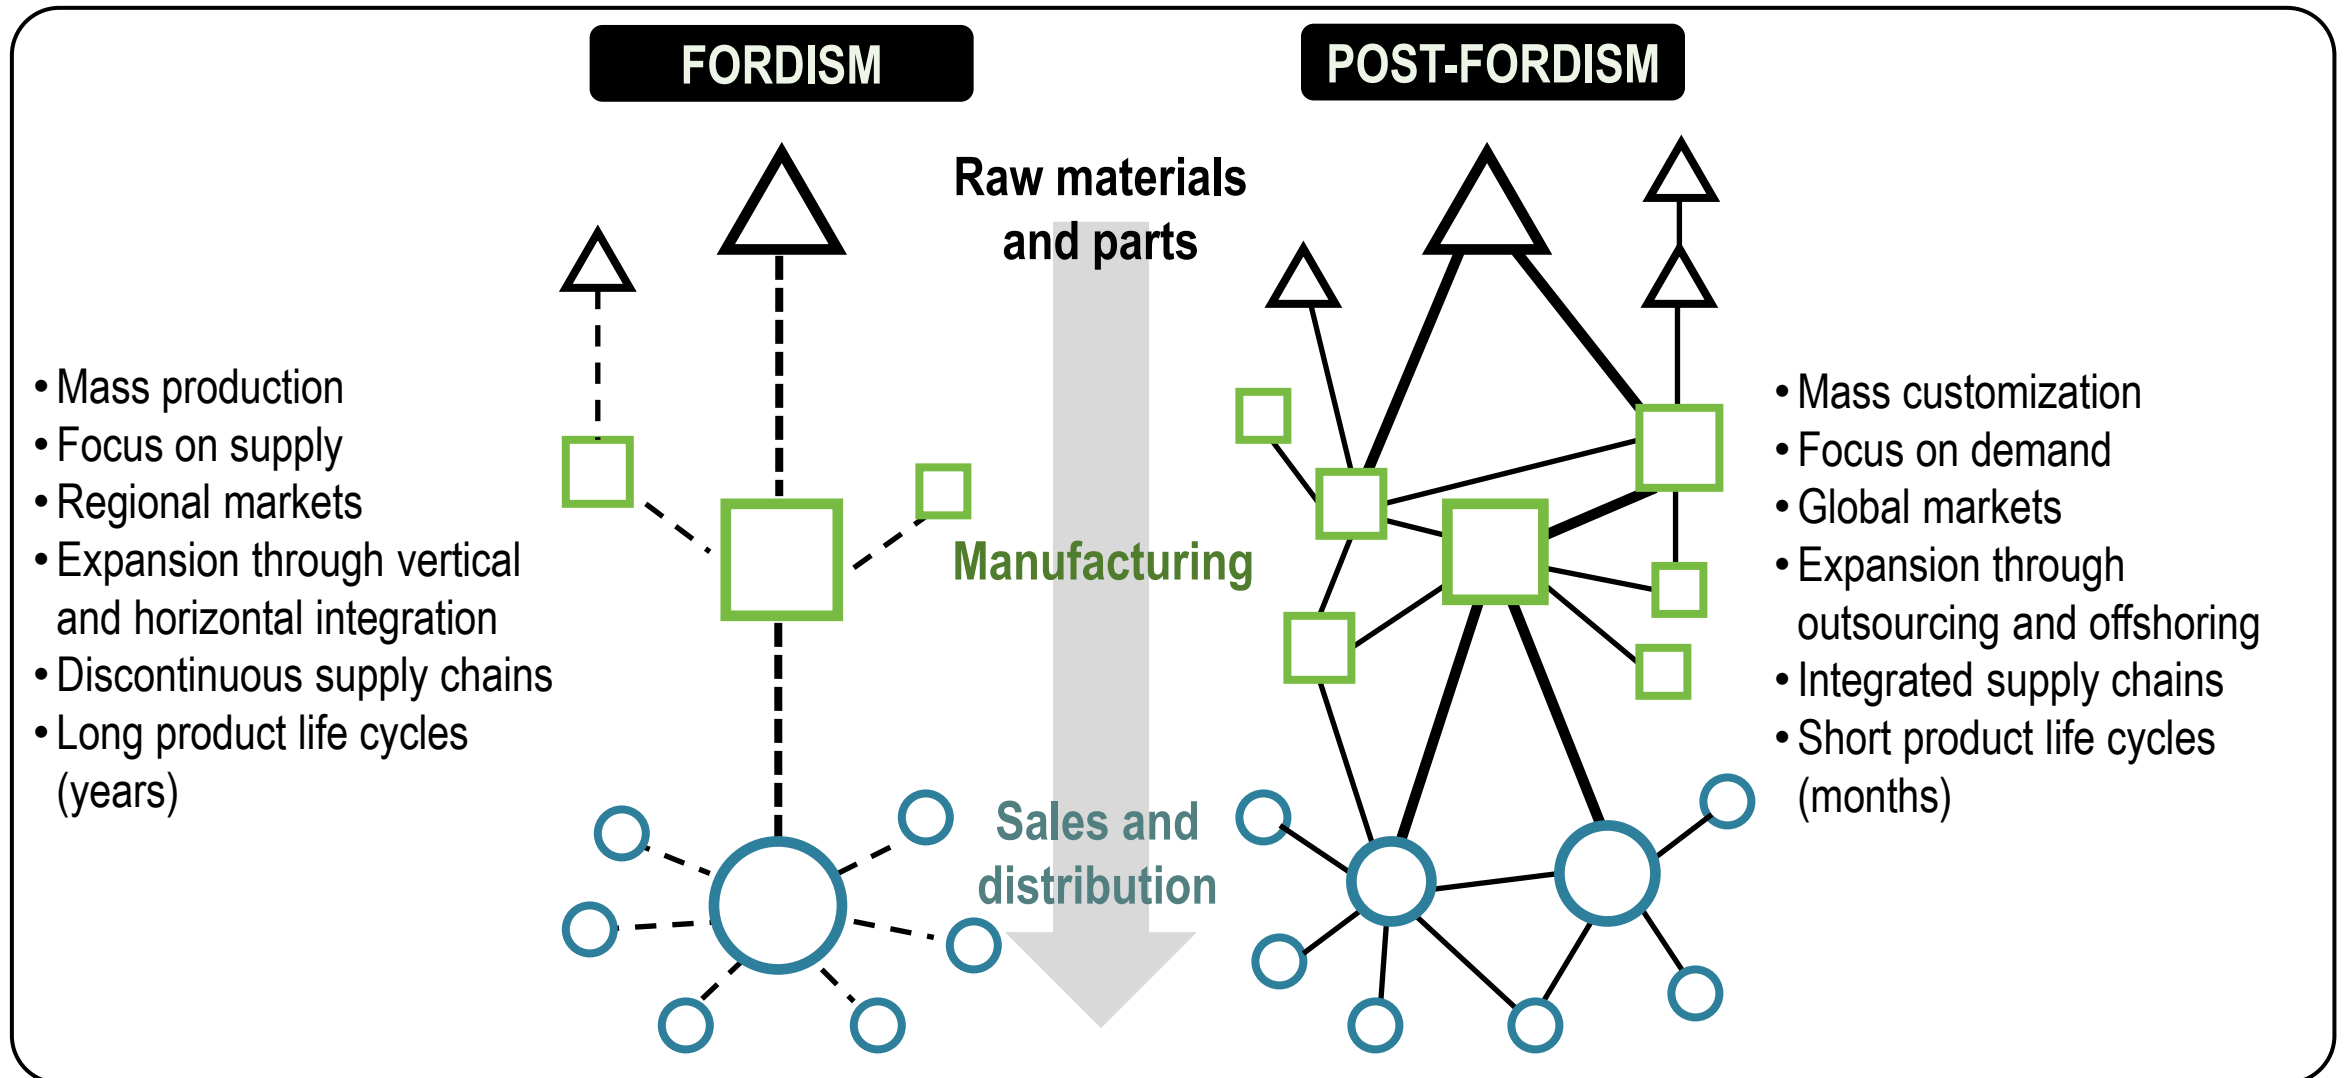 FORDISM
POST-FORDISM
Raw materials
and parts
Manufacturing
Sales and
distribution
• Mass production
• Focus on supply
• Regional markets
• Expansion through vertical
and horizontal integration
• Discontinuous supply chains
• Long product life cycles
(years)
• Mass customization
• Focus on demand
• Global markets
• Expansion through
outsourcing and offshoring
• Integrated supply chains
• Short product life cycles
(months)